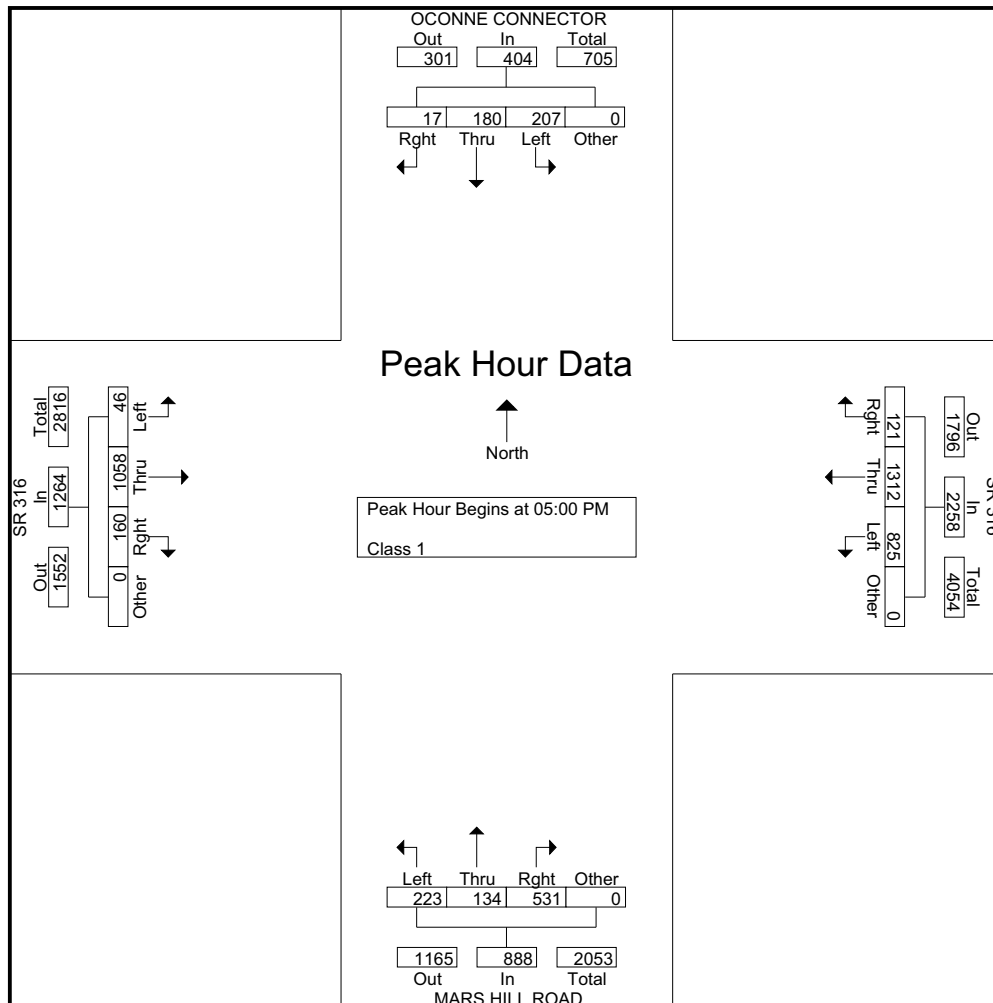 OCONNE CONNECTOR
Out In Total
301 404 705
17 180 207 0
Rght Thru Left Other
Peak Hour Data
North
Peak Hour Begins at 05:00 PM
Class 1
SR 316
Total In Out
2816 1264 1552
46 1058 160 0
Left Thru Rght Other
Rght Thru Left Other
121 1312 825 0
Out In Total
1796 2258 4054
SR 316
Left Thru Rght Other
223 134 531 0
1165 888 2053
Out In Total
MARS HILL ROAD